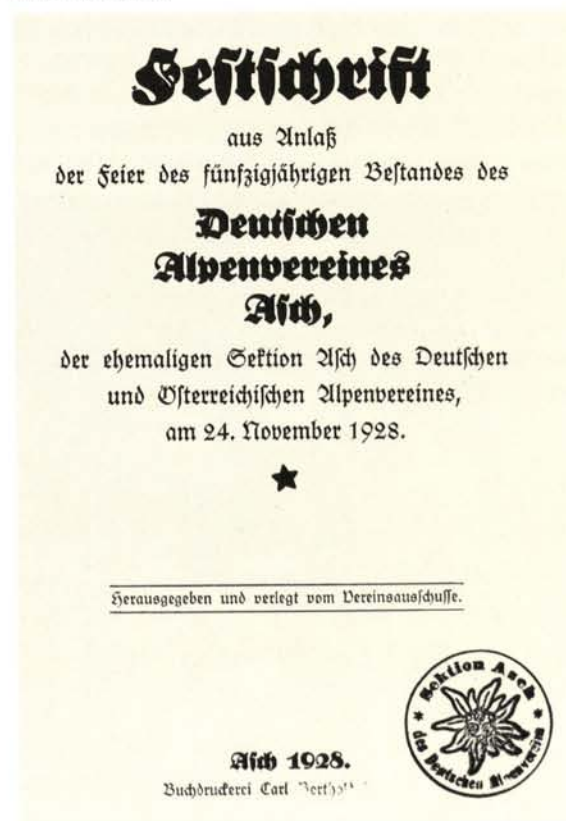 Festschrift
aus Anlaß
der Feier des fünfzigjährigen Bestandes des
Deutschen
Alpenvereines
Asch,
der ehemaligen Sektion Asch des Deutschen
und Österreichischen Alpenvereines,
am 24. November 1928.
Herausgegeben und verlegt vom Vereinsausschusse.
Sektion Asch
des Deutschen Alpenverein
Asch 1928.
Buchdruckerei Carl